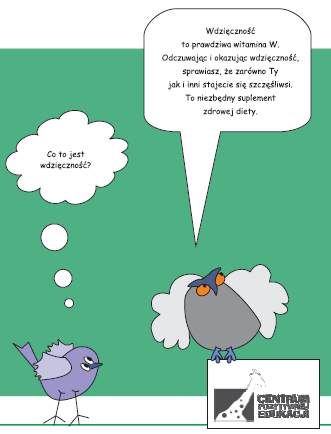 Wdzięczność
to prawdziwa witamina W.
Odczuwając i okazując wdzięczność,
sprawiasz, że zarówno Ty
jak i inni stajecie się szczęśliwsi.
To niezbędny suplement
zdrowej diety.
Co to jest
wdzięczność?
CENTRUM
POZYTYWNEJ
EDUKACJI